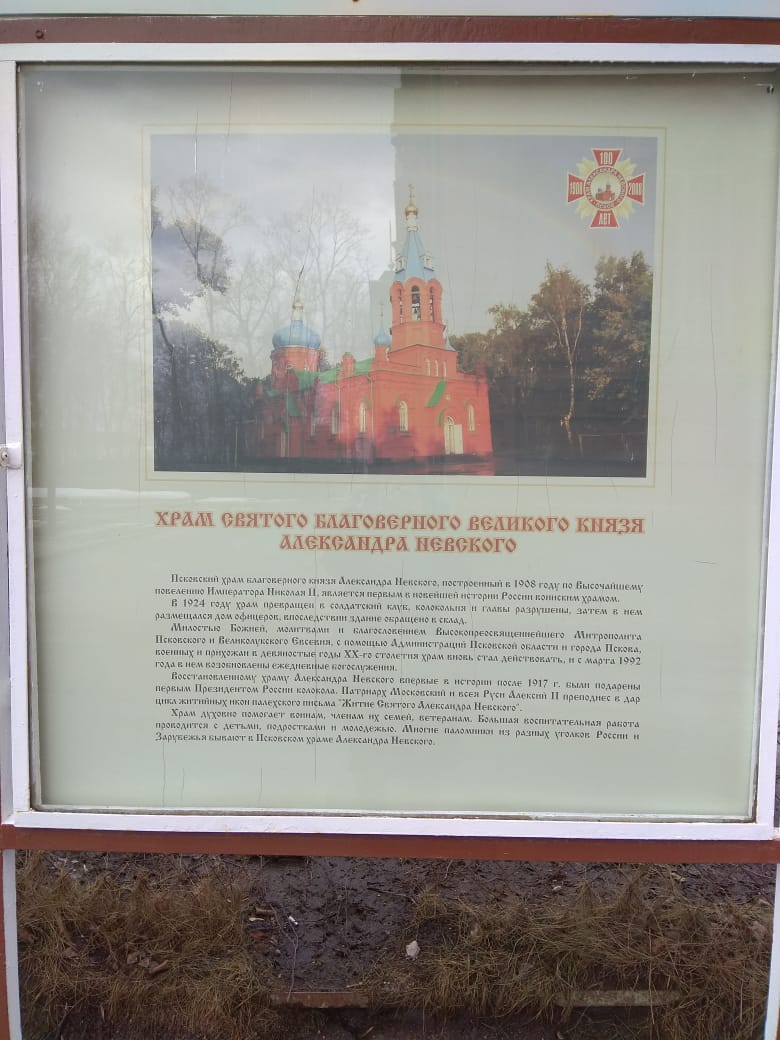 100
1908 2008
ЛЕТ
ХРАМ СВЯТОГО БЛАГОВЕРНОГО ВЕЛИКОГО КНЯЗЯ
АЛЕКСАНДРА НЕВСКОГО
Псковский храм благоверного князя Александра Невского, построенный в 1908 году по Высочайшему
повелению Императора Николая II, является первым в новейшей истории России воинским храмом.
В 1924 году храм превращен в солдатский клуб, колокольня и главы разрушены, затем в нем
размещался дом офицеров, впоследствии здание обращено в склад.
Милостью Божией, молитвами и благословением Высокопреосвященнейшего Митрополита
Псковского и Великолукского Евсевия, с помощью Администраций Псковской области и города Пскова,
военных и прихожан в девяностые годы XX-го столетия храм вновь стал действовать, и с марта 1992
года в нем возобновлены ежедневные богослужения.
Восстановленному храму Александра Невского впервые в истории после 1917 г. были подарены
первым Президентом России колокола. Патриарх Московский и всея Руси Алексий II преподнес в дар
цикл житийных икон палехского письма "Житие Святого Александра Невского".
Храм духовно помогает воинам, членам их семей, ветеранам. Большая воспитательная работа
проводится с детьми, подростками и молодежью. Многие паломники из разных уголков России и
Зарубежья бывают в Псковском храме Александра Невского.